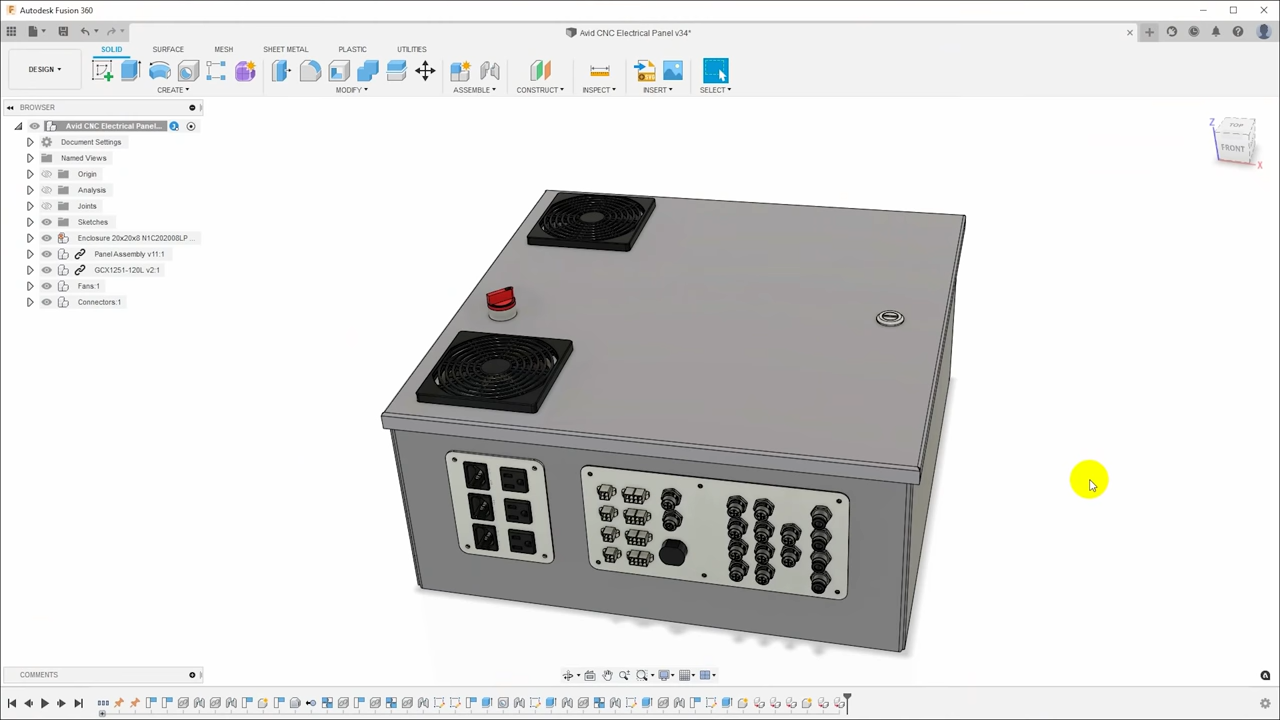 Autodesk Fusion 360
Avid CNC Electrical Panel v34*
DESIGN
SOLID
SURFACE
MESH
SHEET METAL
PLASTIC
UTILITIES
CREATE
MODIFY
ASSEMBLE
CONSTRUCT
INSPECT
INSERT
SELECT
BROWSER
Avid CNC Electrical Panel...
Document Settings
Named Views
Origin
Analysis
Joints
Sketches
Enclosure 20x20x8 N1C202008LP ...
Panel Assembly v11:1
GCX1251-120L v2:1
Fans:1
Connectors:1
Z
TOP
FRONT
X
COMMENTS